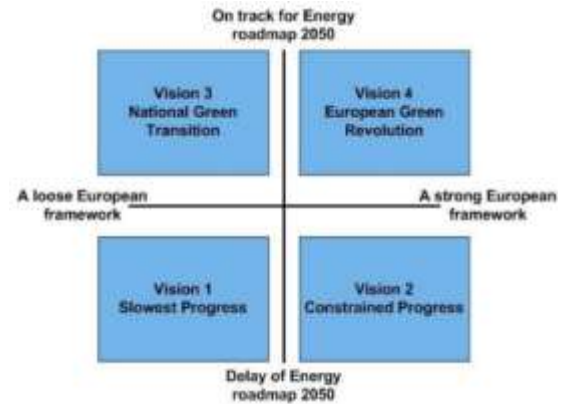 On track for Energy
roadmap 2050
Vision 3
National Green
Transition
Vision 4
European Green
Revolution
A loose European
framework
A strong European
framework
Vision 1
Slowest Progress
Vision 2
Constrained Progress
Delay of Energy
roadmap 2050